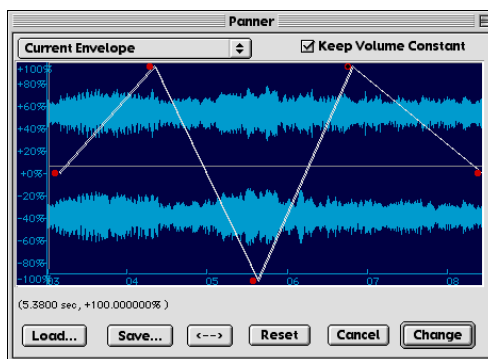 Panner
Current Envelope
Keep Volume Constant
+100%
+80%
+60%
+40%
+20%
+0%
-20%
-40%
-60%
-80%
-100%
03 04 05 06 07 08
(5.3800 sec, +100.000000% )
Load... Save... <--> Reset Cancel Change